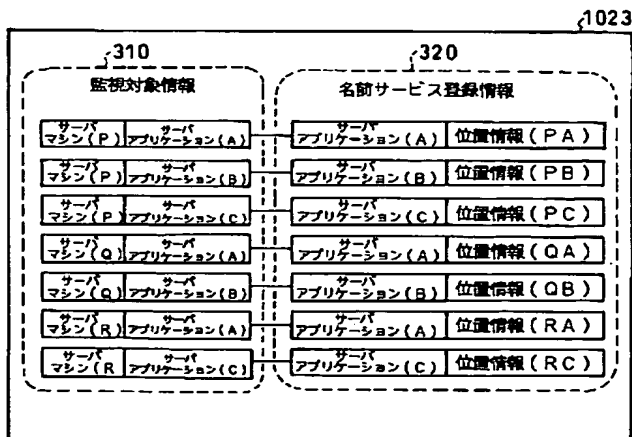 1023
310
320
監視対象情報
名前サービス登録情報
サーバ マシン(P) サーバ アプリケーション(A) サーバ アプリケーション(A) 位置情報(PA)
サーバ マシン(P) サーバ アプリケーション(B) サーバ アプリケーション(B) 位置情報(PB)
サーバ マシン(P) サーバ アプリケーション(C) サーバ アプリケーション(C) 位置情報(PC)
サーバ マシン(Q) サーバ アプリケーション(A) サーバ アプリケーション(A) 位置情報(QA)
サーバ マシン(Q) サーバ アプリケーション(B) サーバ アプリケーション(B) 位置情報(QB)
サーバ マシン(R) サーバ アプリケーション(A) サーバ アプリケーション(A) 位置情報(RA)
サーバ マシン(R サーバ アプリケーション(C) サーバ アプリケーション(C) 位置情報(RC)